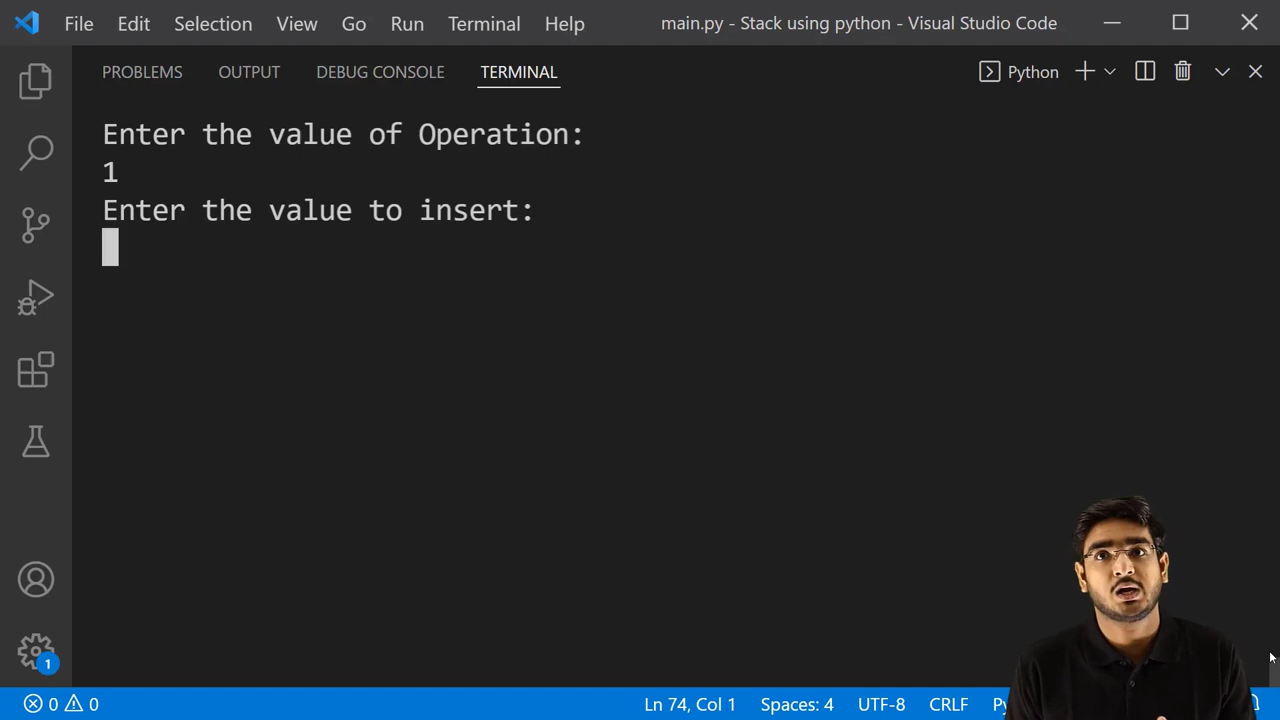 File Edit Selection View Go Run Terminal Help main.py - Stack using python - Visual Studio Code
PROBLEMS OUTPUT DEBUG CONSOLE TERMINAL Python
Enter the value of Operation:
1
Enter the value to insert:
1
0 0 Ln 74, Col 1 Spaces: 4 UTF-8 CRLF